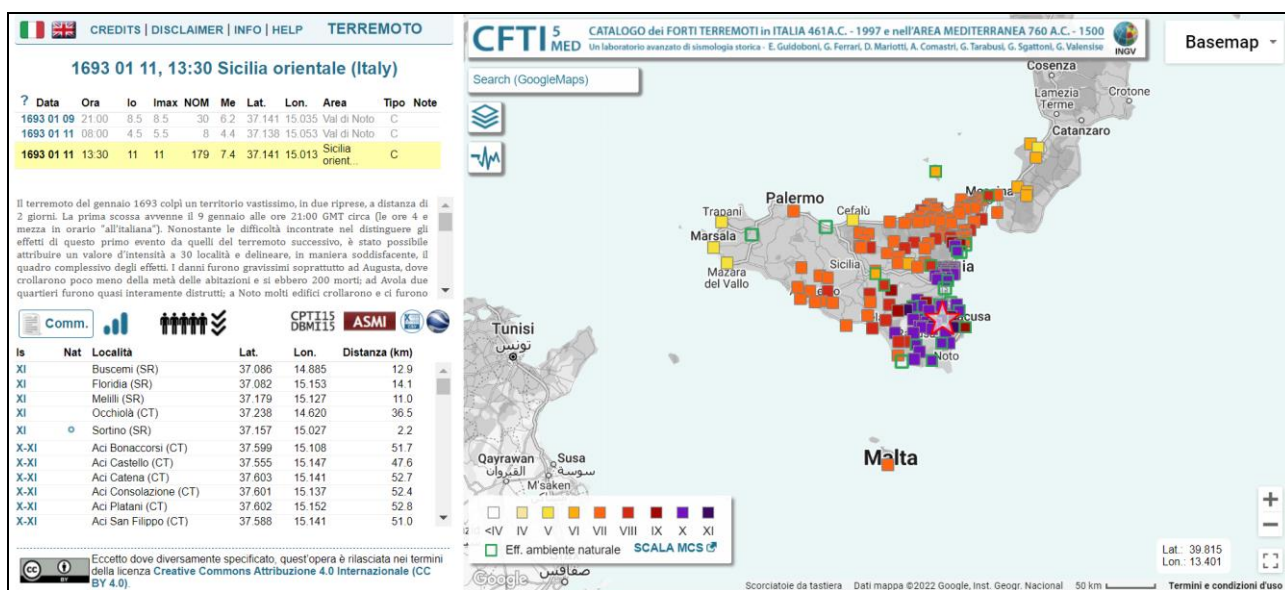 CREDITS | DISCLAIMER | INFO | HELP TERREMOTO
1693 01 11, 13:30 Sicilia orientale (Italy)
? Data Ora Io Imax NOM Me Lat. Lon. Area Tipo Note
1693 01 09 21:00 8.5 8.5 30 6.2 37.141 15.035 Val di Noto C
1693 01 11 08:00 4.5 5.5 8 4.4 37.138 15.053 Val di Noto C
1693 01 11 13:30 11 11 179 7.4 37.141 15.013 Sicilia orient... C
Il terremoto del gennaio 1693 colpì un territorio vastissimo, in due riprese, a distanza di
2 giorni. La prima scossa avvenne il 9 gennaio alle ore 21:00 GMT circa (le ore 4 e
mezza in orario "all'italiana"). Nonostante le difficoltà incontrate nel distinguere gli
effetti di questo primo evento da quelli del terremoto successivo, è stato possibile
attribuire un valore d'intensità a 30 località e delineare, in maniera soddisfacente, il
quadro complessivo degli effetti. I danni furono gravissimi soprattutto ad Augusta, dove
crollarono poco meno della metà delle abitazioni e si ebbero 200 morti; ad Avola due
quartieri furono quasi interamente distrutti; a Noto molti edifici crollarono e ci furono
Comm.
CPTI15
DBMI15
ASMI
Is Nat Località Lat. Lon. Distanza (km)
XI Buscemi (SR) 37.086 14.885 12.9
XI Floridia (SR) 37.082 15.153 14.1
XI Melilli (SR) 37.179 15.127 11.0
XI Occhiolà (CT) 37.238 14.620 36.5
XI Sortino (SR) 37.157 15.027 2.2
X-XI Aci Bonaccorsi (CT) 37.599 15.108 51.7
X-XI Aci Castello (CT) 37.555 15.147 47.6
X-XI Aci Catena (CT) 37.603 15.141 52.7
X-XI Aci Consolazione (CT) 37.601 15.137 52.4
X-XI Aci Platani (CT) 37.602 15.152 52.8
X-XI Aci San Filippo (CT) 37.588 15.141 51.0
cc BY
Eccetto dove diversamente specificato, quest'opera è rilasciata nei termini
della licenza Creative Commons Attribuzione 4.0 Internazionale (CC
BY 4.0).
CFTI 5 MED
CATALOGO dei FORTI TERREMOTI in ITALIA 461A.C. - 1997 e nell'AREA MEDITERRANEA 760 A.C. - 1500
Un laboratorio avanzato di sismologia storica - E. Guidoboni, G. Ferrari, D. Mariotti, A. Comastri, G. Tarabusi, G. Sgattoni, G. Valensise
INGV
Basemap
Search (GoogleMaps)
Cosenza
Lamezia
Terme
Crotone
Catanzaro
Palermo
Cefalù
Trapani
Marsala
Mazara
del Vallo
Sicilia
Noto
Tunisi
تونس
Malta
Qayrawan
القيروان
Susa
سوسة
M'saken
صفاقس
<IV IV V VI VII VIII IX X XI
Eff. ambiente naturale SCALA MCS
Google
Lat.: 39.815
Lon.: 13.401
Scorciatoie da tastiera Dati mappa ©2022 Google, Inst. Geogr. Nacional 50 km Termini e condizioni d'uso